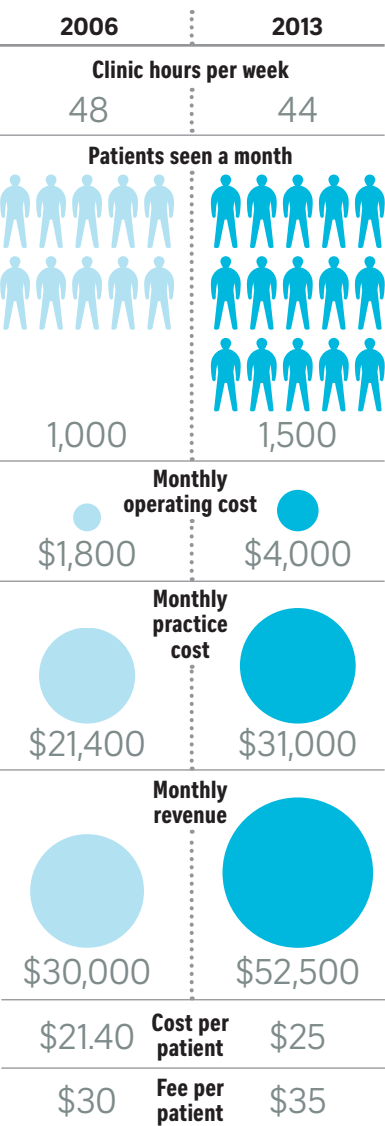 2006 2013
Clinic hours per week
48 44
Patients seen a month
1,000 1,500
Monthly
operating cost
$1,800 $4,000
Monthly
practice
cost
$21,400 $31,000
Monthly
revenue
$30,000 $52,500
$21.40 Cost per
patient $25
$30 Fee per
patient $35